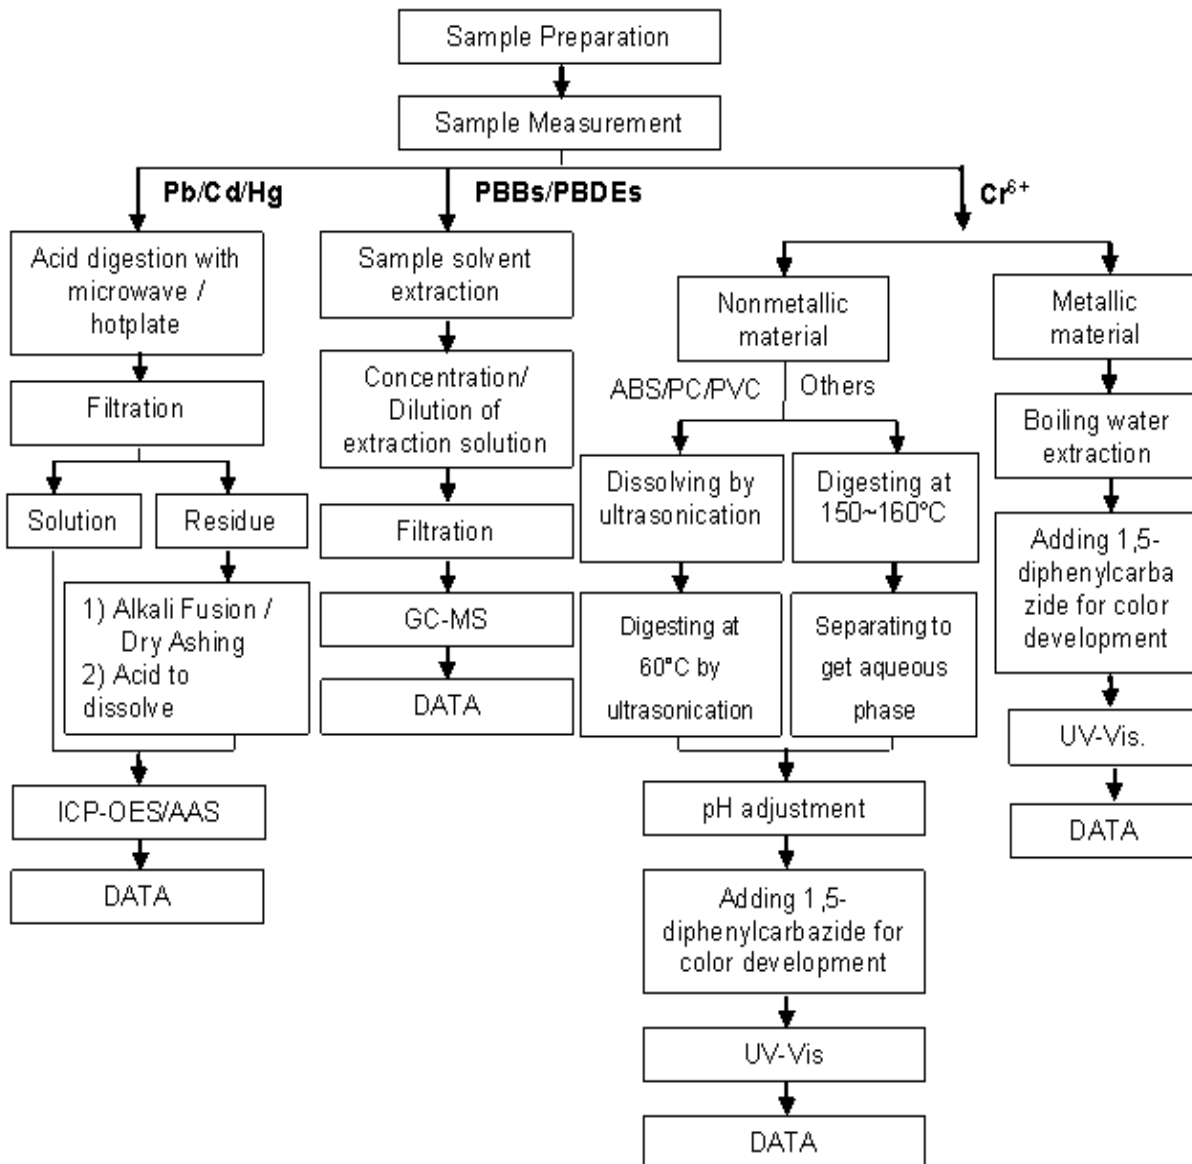 Sample Preparation
Sample Measurement
Pb/Cd/Hg
PBBs/PBDEs
Cr⁶⁺
Acid digestion with
microwave /
hotplate
Filtration
Solution
Residue
1) Alkali Fusion /
Dry Ashing
2) Acid to
dissolve
ICP-OES/AAS
DATA
Sample solvent
extraction
Concentration/
Dilution of
extraction solution
Filtration
GC-MS
DATA
Nonmetallic
material
ABS/PC/PVC
Others
Dissolving by
ultrasonication
Digesting at
60°C by
ultrasonication
Digesting at
150~160°C
Separating to
get aqueous
phase
pH adjustment
Adding 1,5-
diphenylcarbazide for
color development
UV-Vis
DATA
Metallic
material
Boiling water
extraction
Adding 1,5-
diphenylcarba
zide for color
development
UV-Vis.
DATA